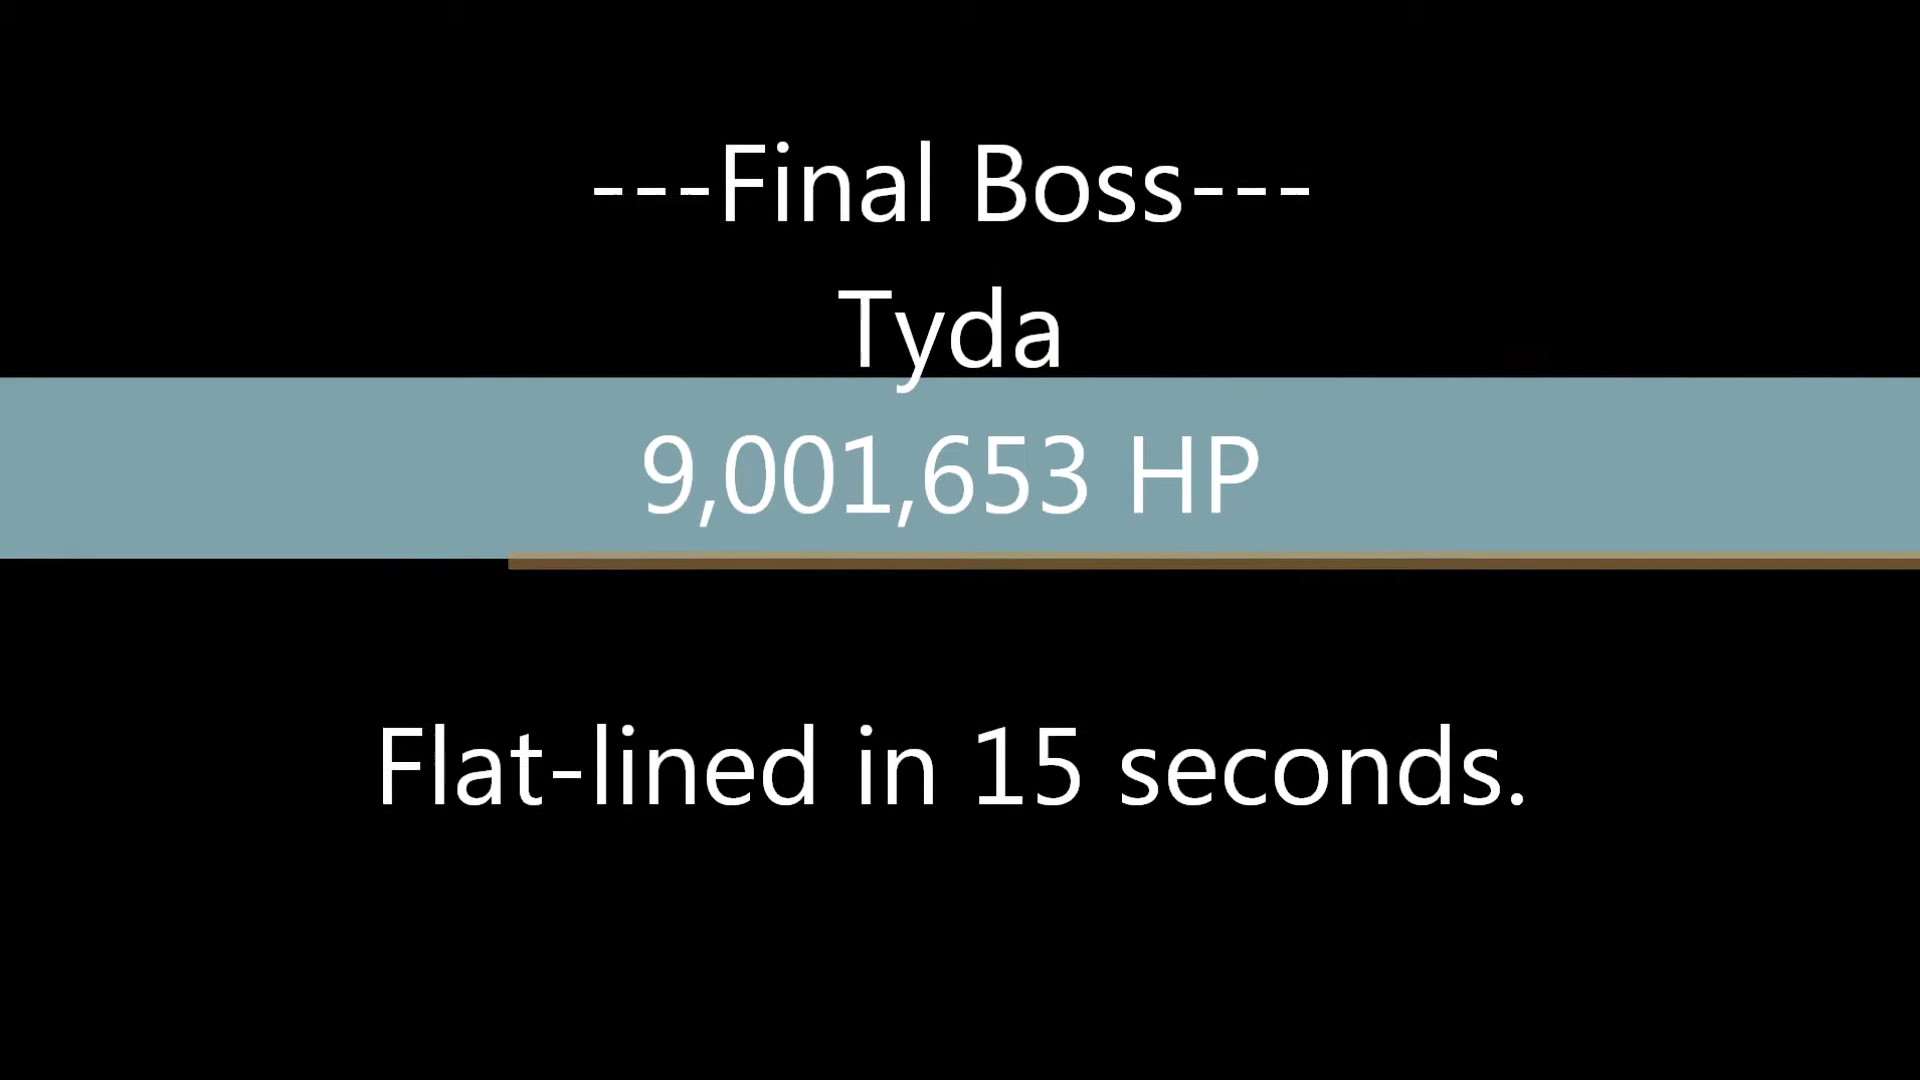 ---Final Boss---
Tyda
9,001,653 HP
Flat-lined in 15 seconds.